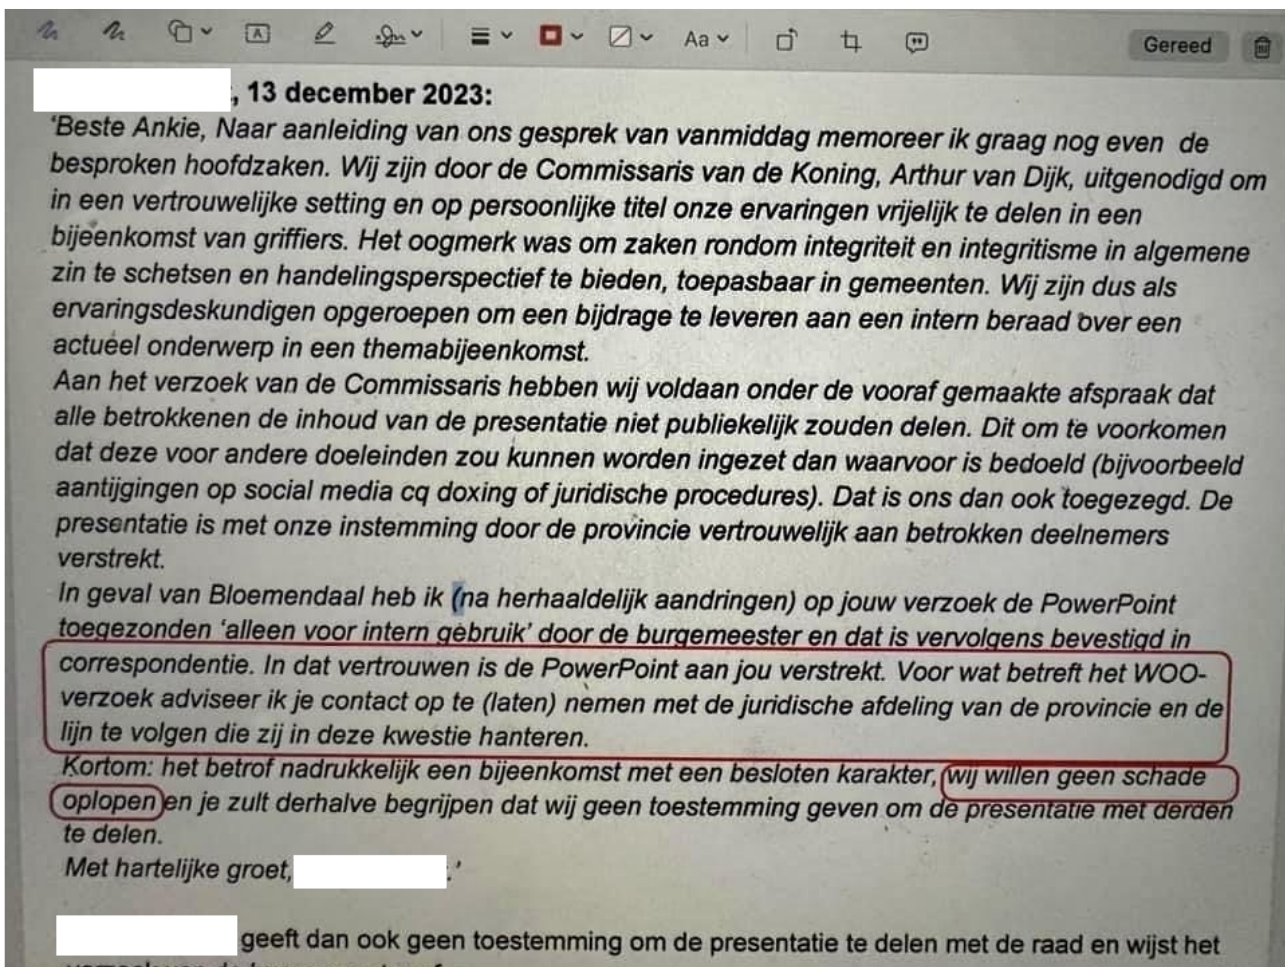 A
Aa
Gereed
, 13 december 2023:
'Beste Ankie, Naar aanleiding van ons gesprek van vanmiddag memoreer ik graag nog even de
besproken hoofdzaken. Wij zijn door de Commissaris van de Koning, Arthur van Dijk, uitgenodigd om
in een vertrouwelijke setting en op persoonlijke titel onze ervaringen vrijelijk te delen in een
bijeenkomst van griffiers. Het oogmerk was om zaken rondom integriteit en integritisme in algemene
zin te schetsen en handelingsperspectief te bieden, toepasbaar in gemeenten. Wij zijn dus als
ervaringsdeskundigen opgeroepen om een bijdrage te leveren aan een intern beraad over een
actueel onderwerp in een themabijeenkomst.
Aan het verzoek van de Commissaris hebben wij voldaan onder de vooraf gemaakte afspraak dat
alle betrokkenen de inhoud van de presentatie niet publiekelijk zouden delen. Dit om te voorkomen
dat deze voor andere doeleinden zou kunnen worden ingezet dan waarvoor is bedoeld (bijvoorbeeld
aantijgingen op social media cq doxing of juridische procedures). Dat is ons dan ook toegezegd. De
presentatie is met onze instemming door de provincie vertrouwelijk aan betrokken deelnemers
verstrekt.
In geval van Bloemendaal heb ik (na herhaaldelijk aandringen) op jouw verzoek de PowerPoint
toegezonden 'alleen voor intern gebruik' door de burgemeester en dat is vervolgens bevestigd in
correspondentie. In dat vertrouwen is de PowerPoint aan jou verstrekt. Voor wat betreft het WOO-
verzoek adviseer ik je contact op te (laten) nemen met de juridische afdeling van de provincie en de
lijn te volgen die zij in deze kwestie hanteren.
Kortom: het betrof nadrukkelijk een bijeenkomst met een besloten karakter, wij willen geen schade
oplopen en je zult derhalve begrijpen dat wij geen toestemming geven om de presentatie met derden
te delen.
Met hartelijke groet, .'
geeft dan ook geen toestemming om de presentatie te delen met de raad en wijst het